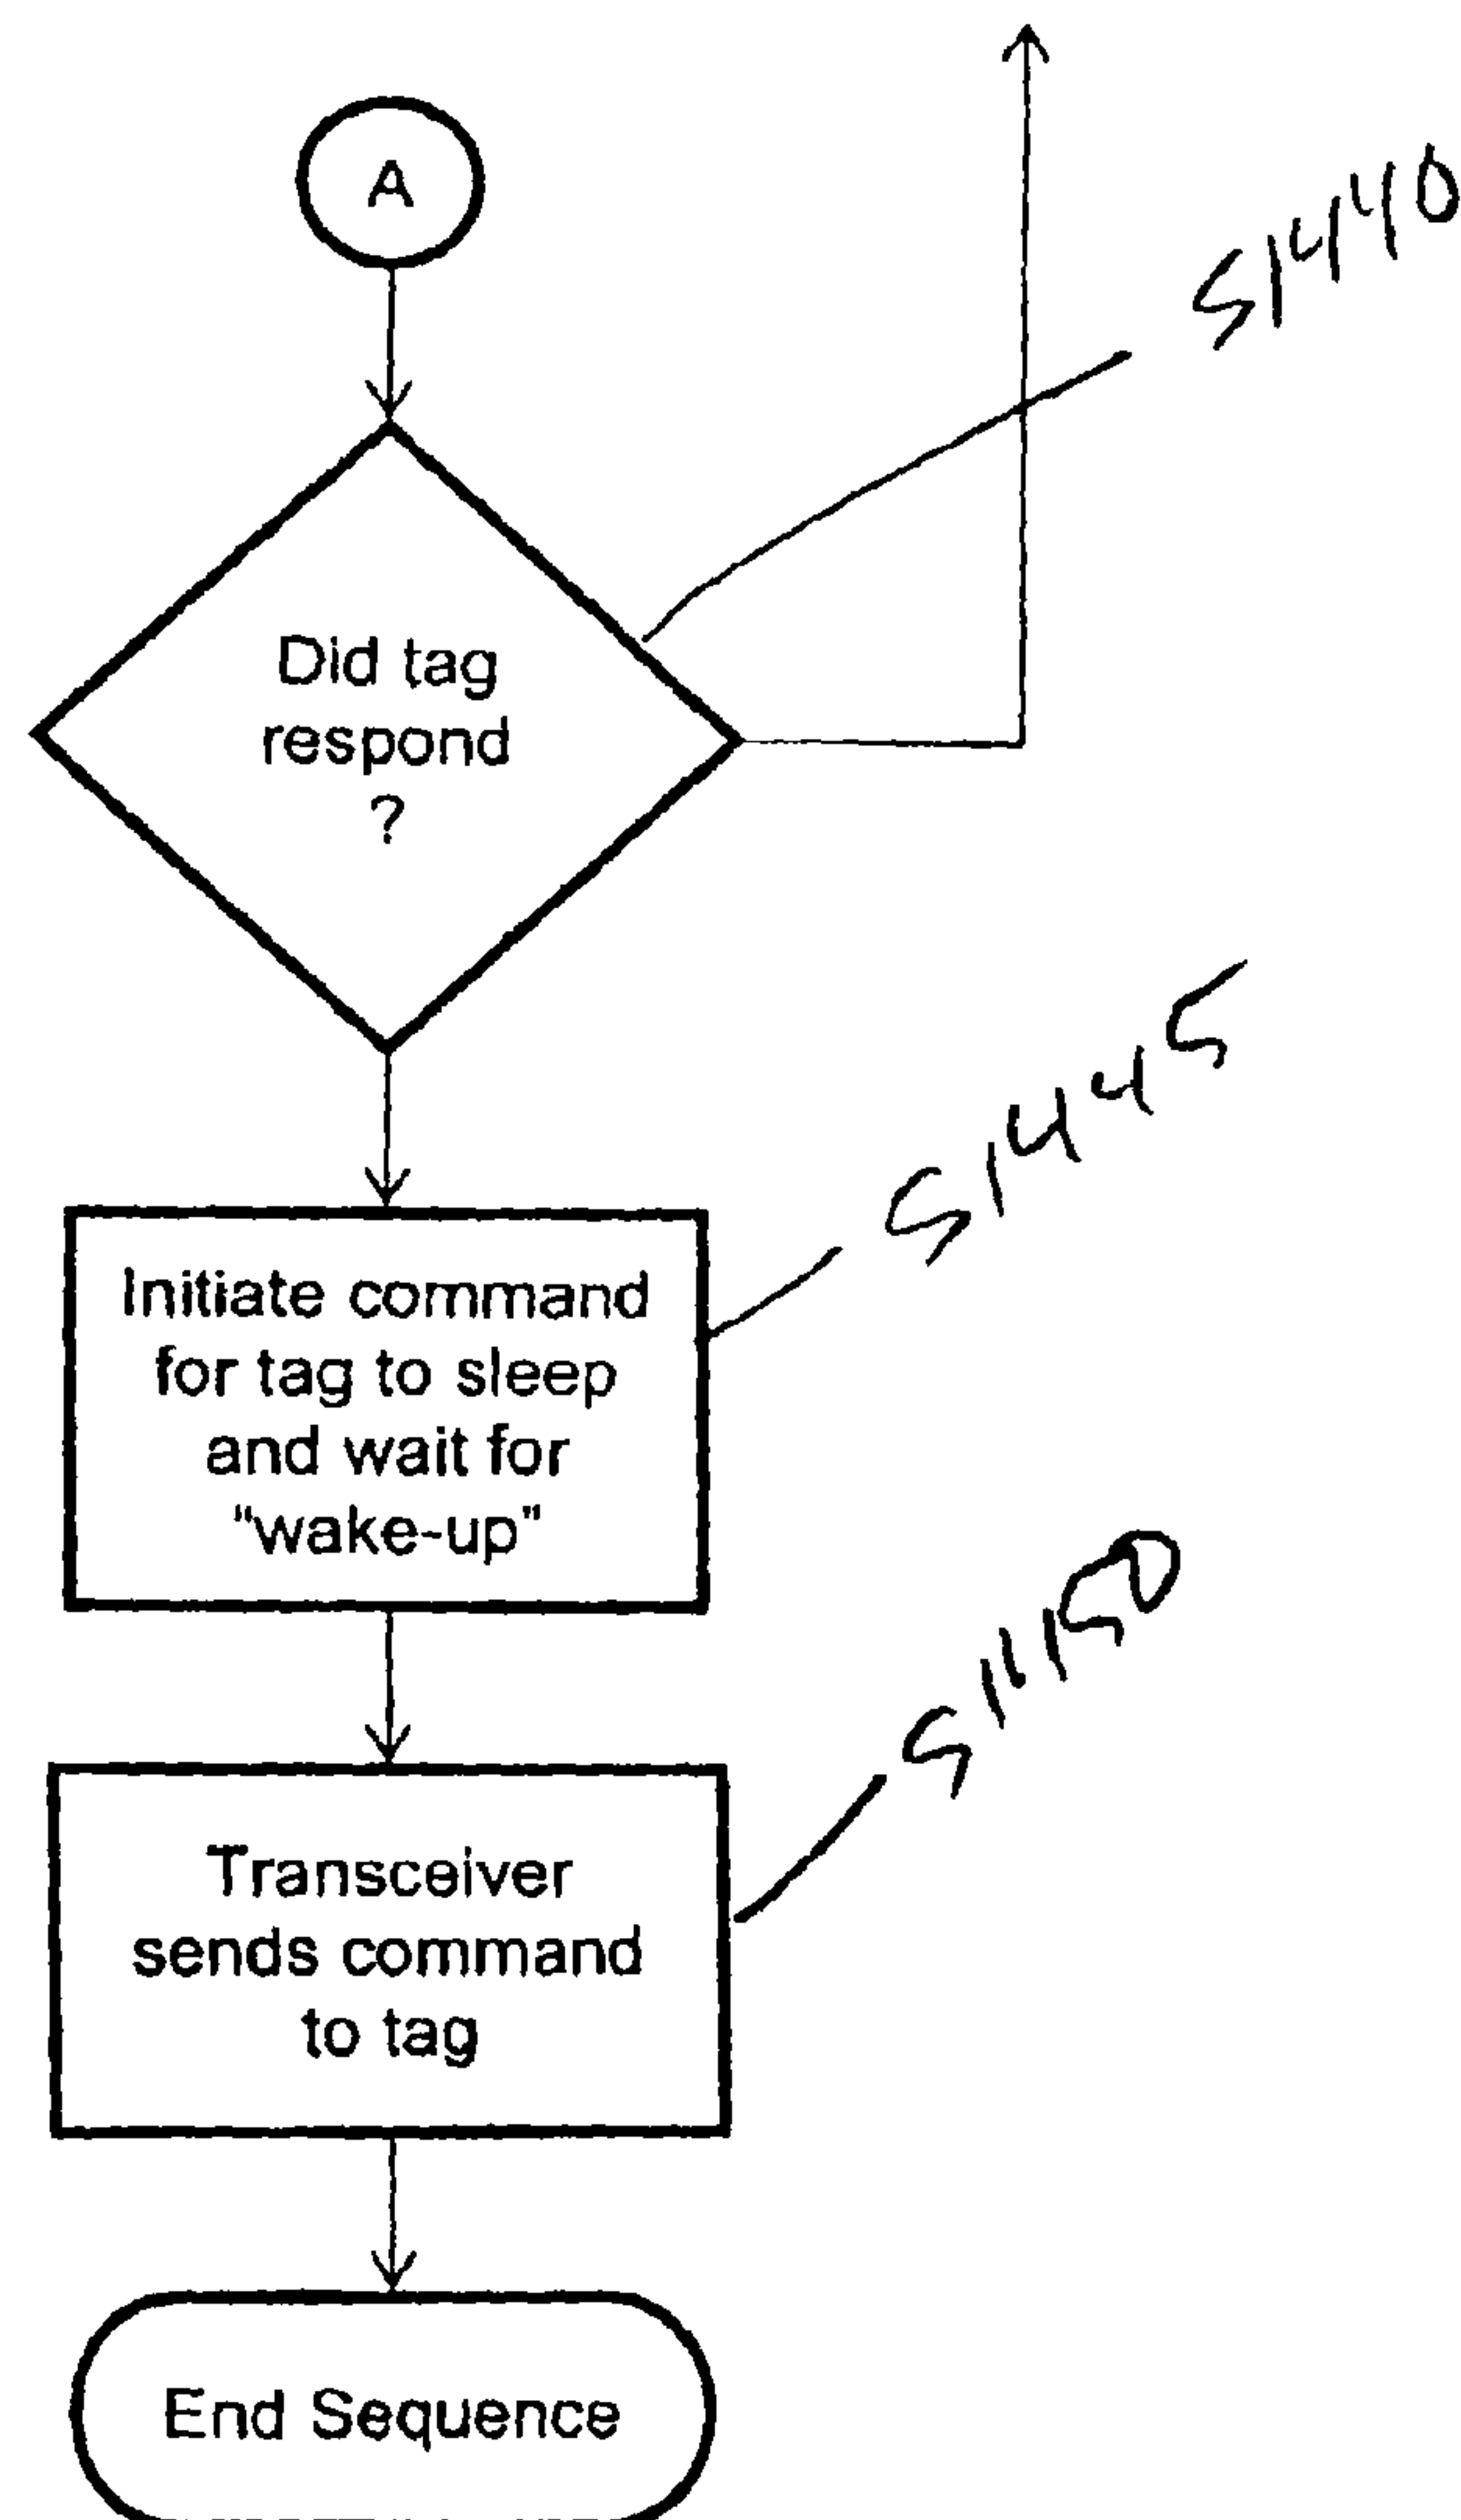 A
S1440
Did tag
respond
?
S1445
Initiate command
for tag to sleep
and wait for
"wake-up"
Transceiver
sends command
to tag
End Sequence